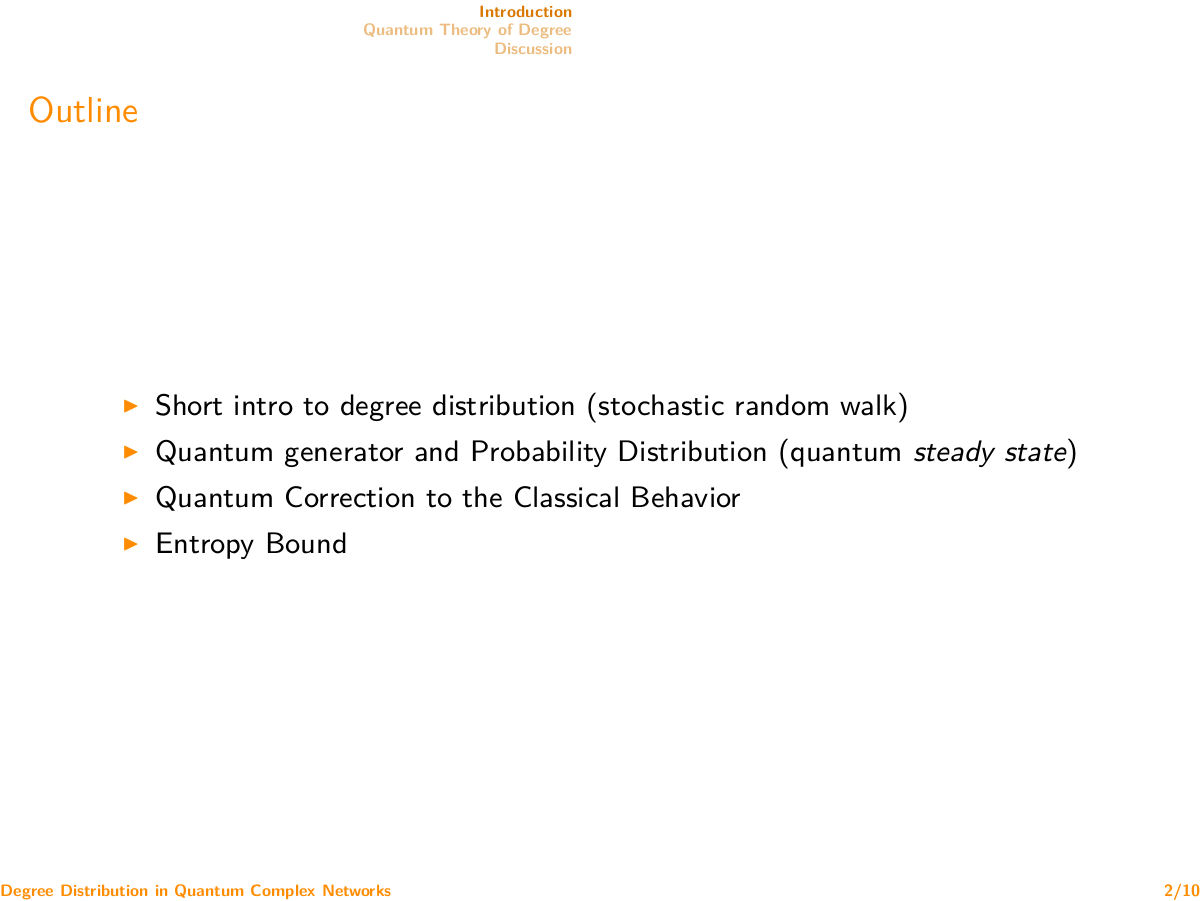 Introduction
Quantum Theory of Degree
Discussion
Outline
► Short intro to degree distribution (stochastic random walk)
► Quantum generator and Probability Distribution (quantum steady state)
► Quantum Correction to the Classical Behavior
► Entropy Bound
Degree Distribution in Quantum Complex Networks 2/10